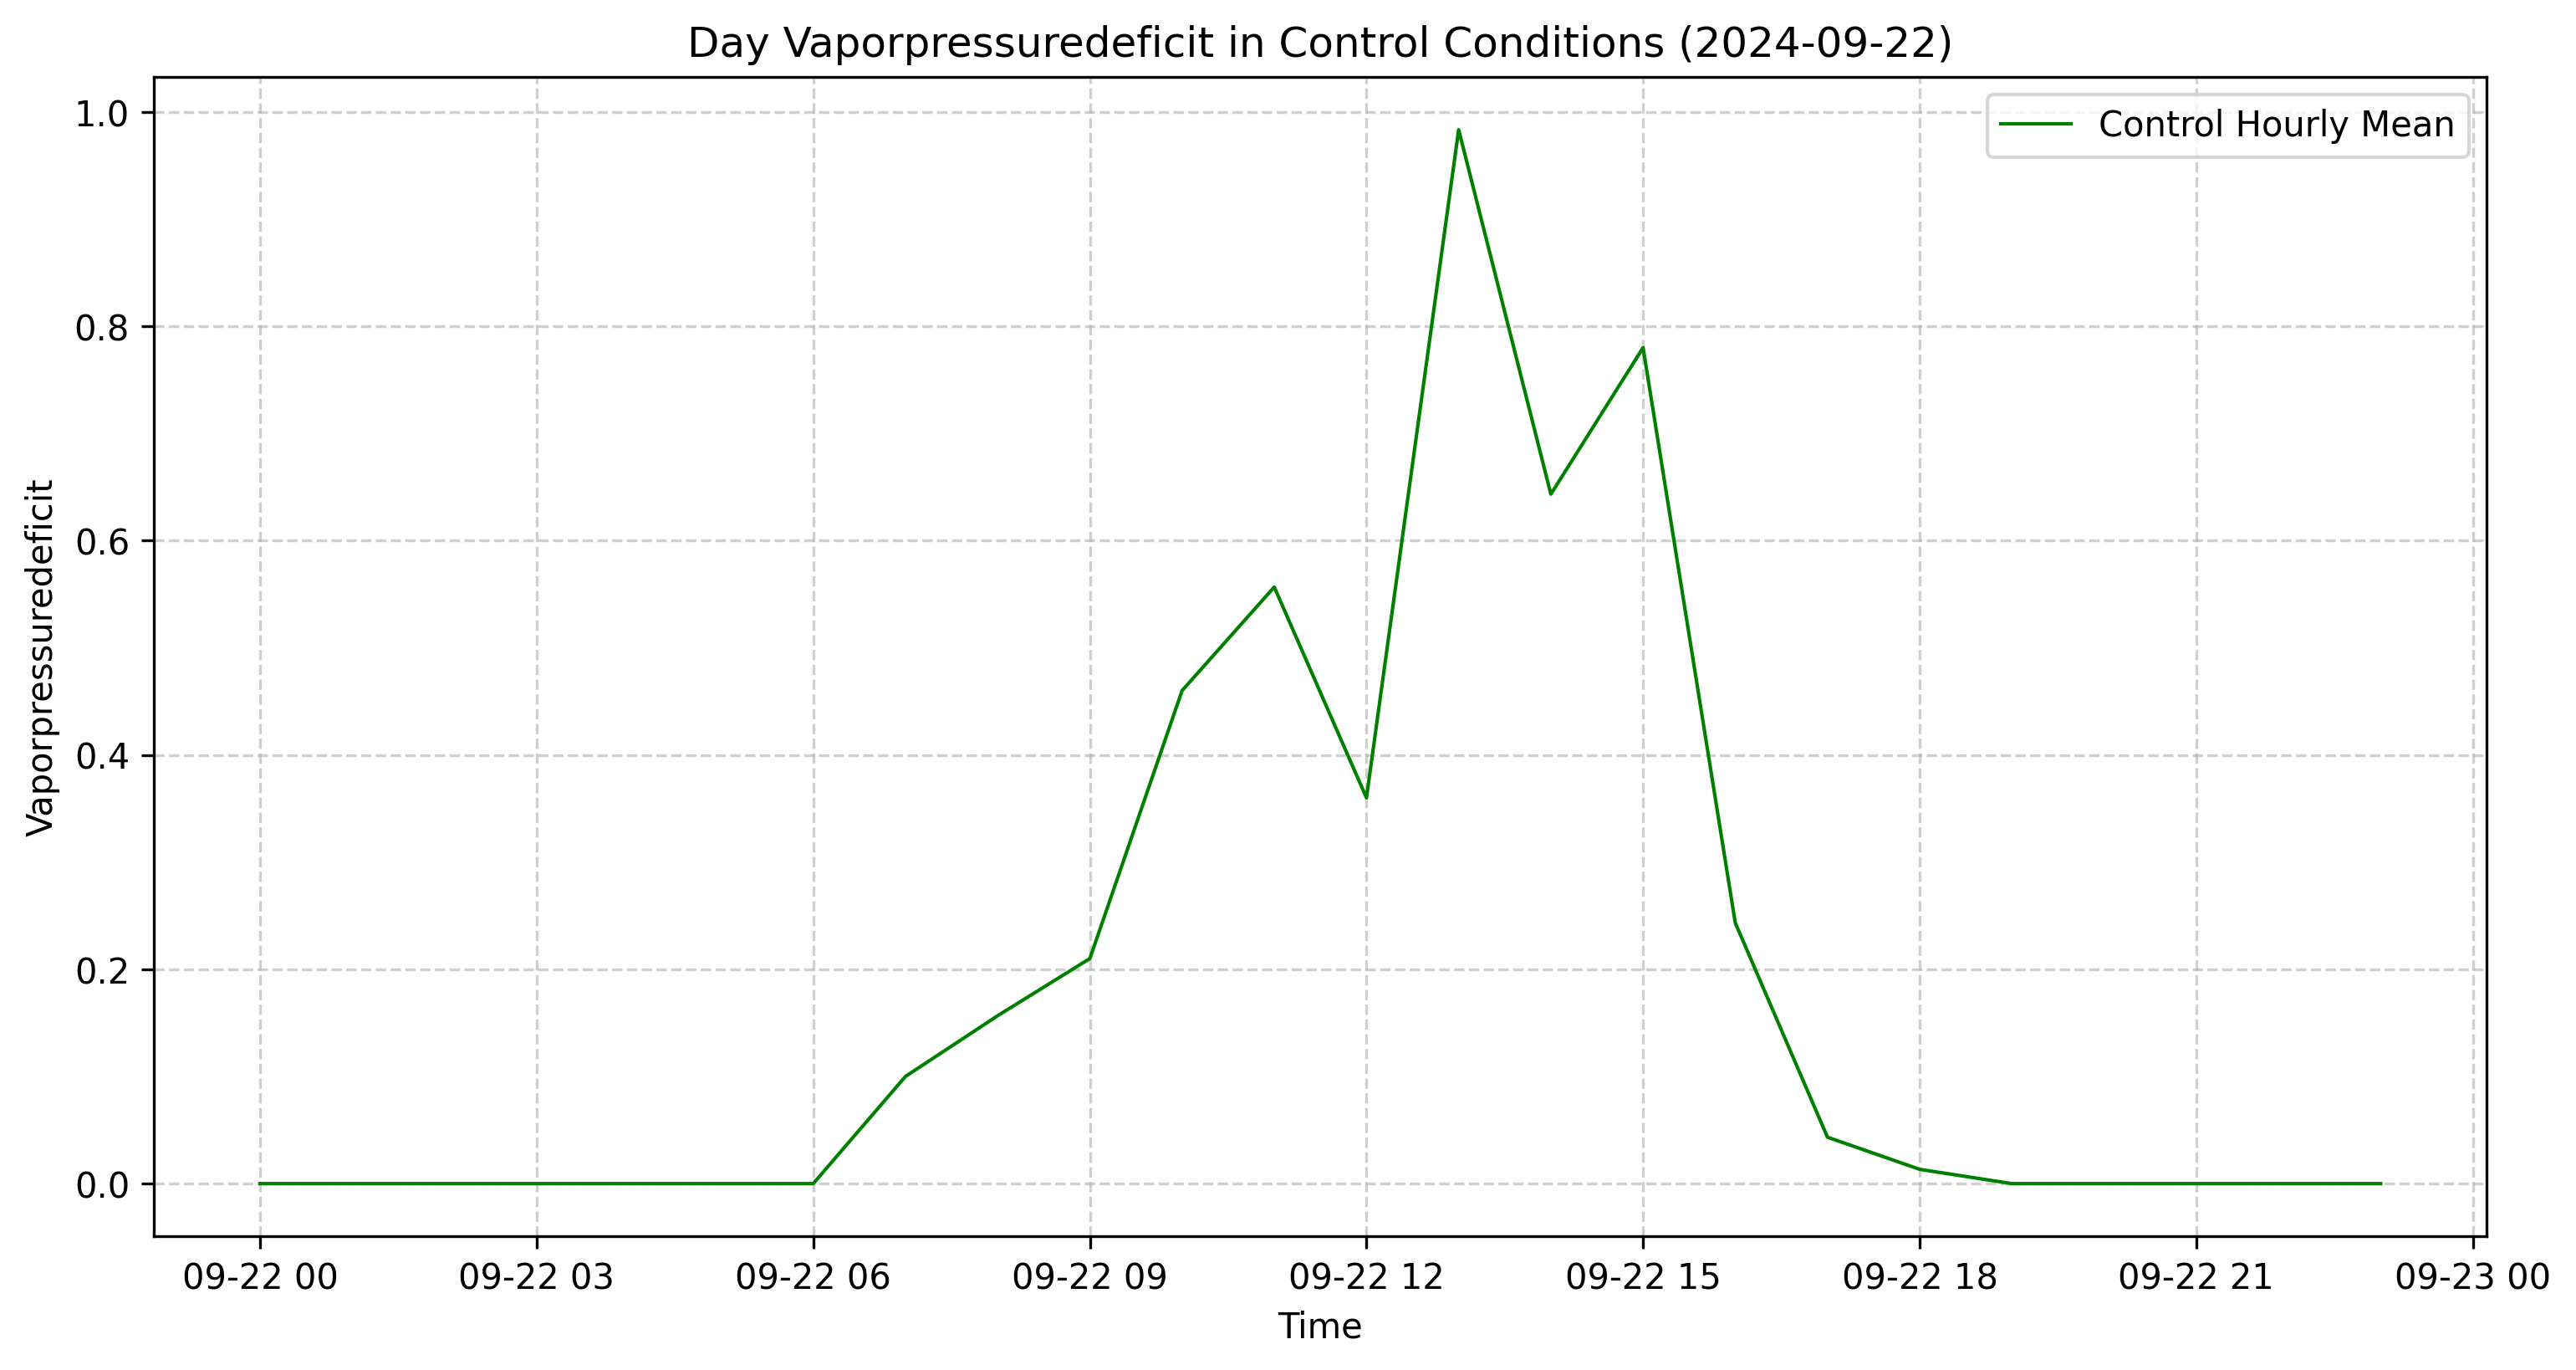 Day Vaporpressuredeficit in Control Conditions (2024-09-22)
Control Hourly Mean
Vaporpressuredeficit
1.0
0.8
0.6
0.4
0.2
0.0
09-22 00 09-22 03 09-22 06 09-22 09 09-22 12 09-22 15 09-22 18 09-22 21 09-23 00
Time